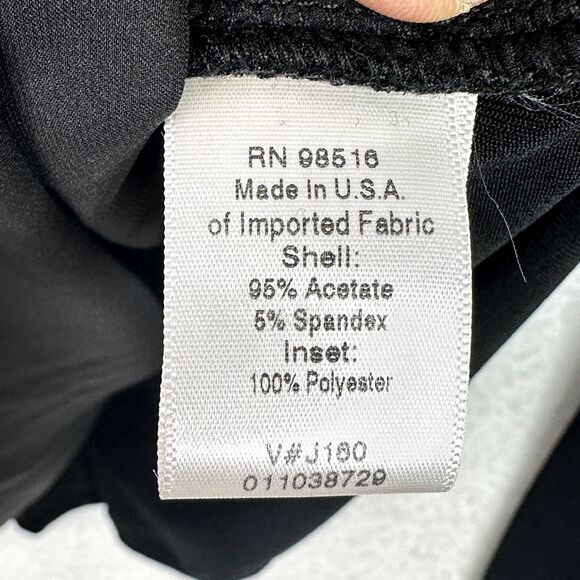 RN 98516
Made in U.S.A.
of Imported Fabric
Shell:
95% Acetate
5% Spandex
Inset:
100% Polyester
V#J160
011038729